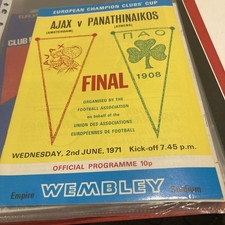 EUROPEAN CHAMPION CLUBS' CUP
AJAX v PANATHINAIKOS
(AMSTERDAM) (ATHENS)
ΠΑΟ
1908
FINAL
ORGANISED BY THE
FOOTBALL ASSOCIATION
on behalf of the
UNION DES ASSOCIATIONS
EUROPEENNES DE FOOTBALL
WEDNESDAY, 2nd JUNE, 1971 Kick-off 7.45 p.m.
OFFICIAL PROGRAMME 10p
Empire WEMBLEY Stadium
CLUB